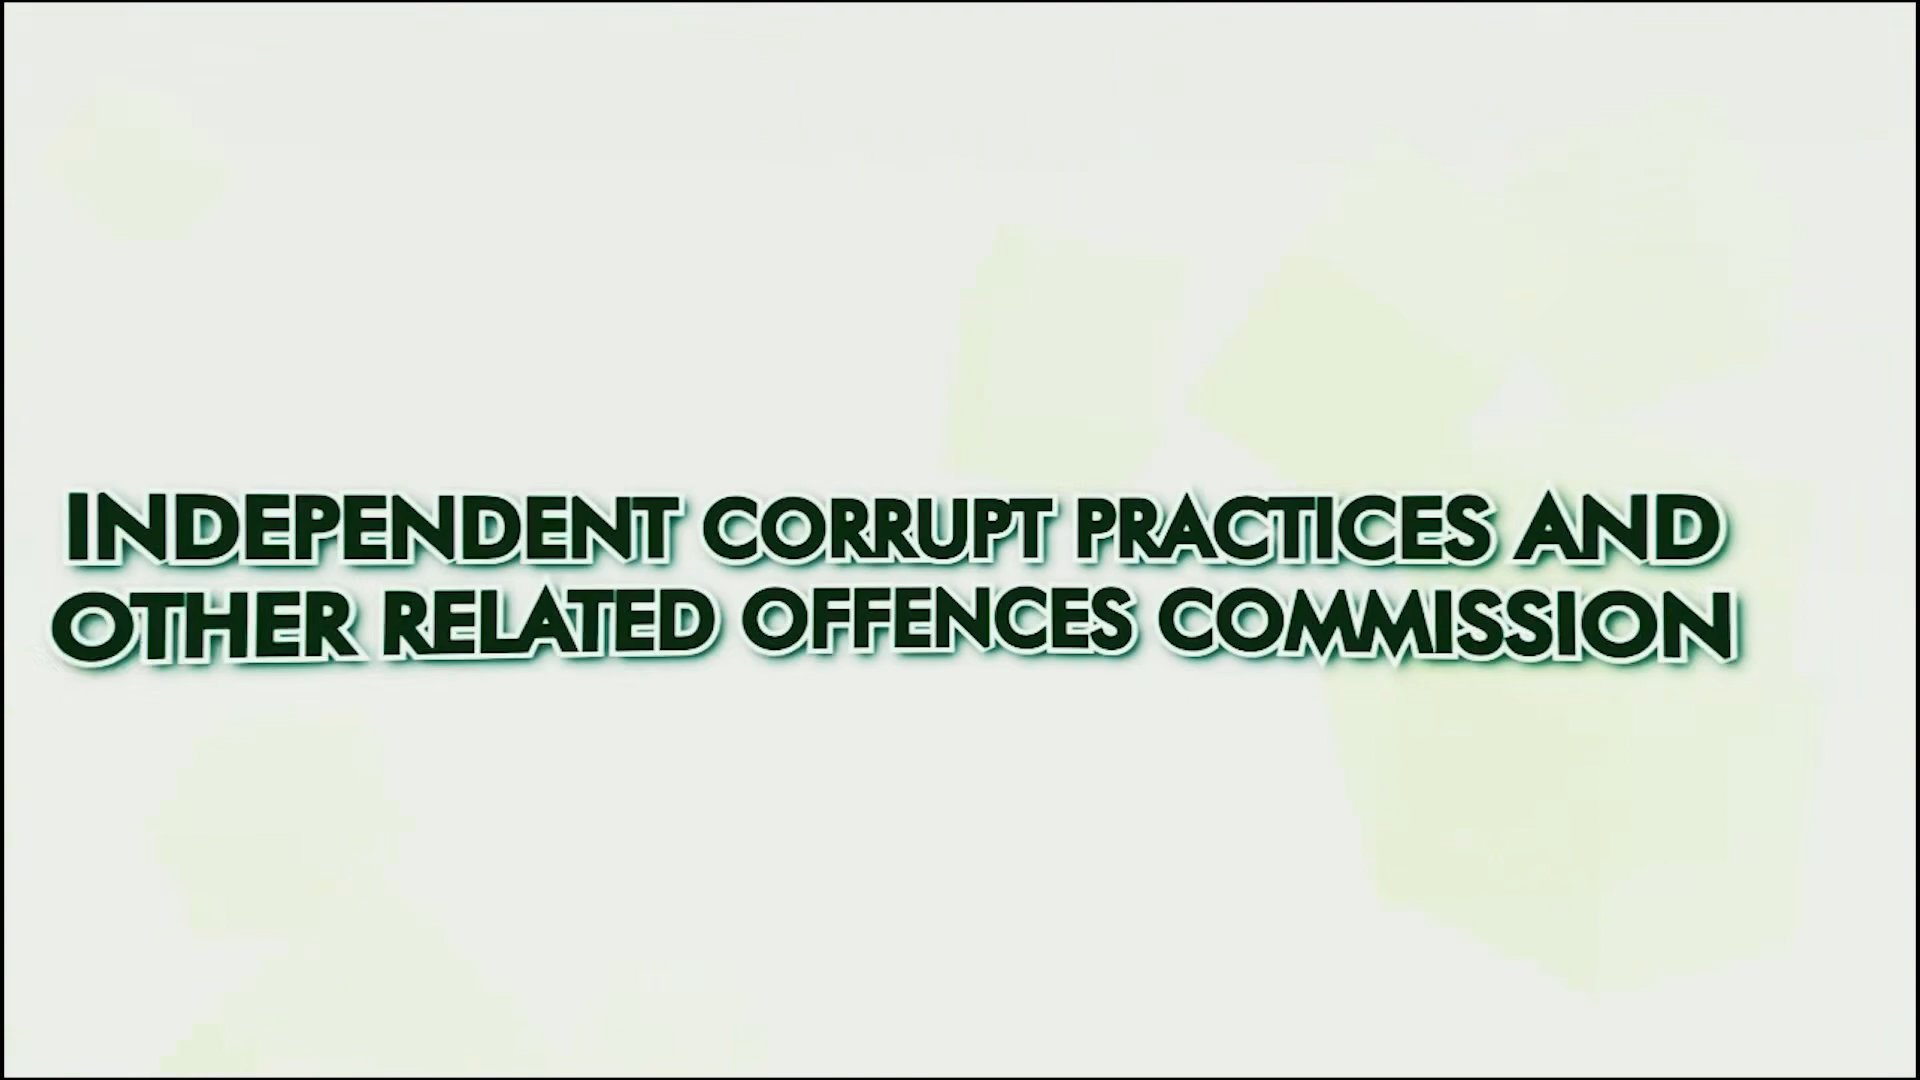 INDEPENDENT CORRUPT PRACTICES AND
OTHER RELATED OFFENCES COMMISSION